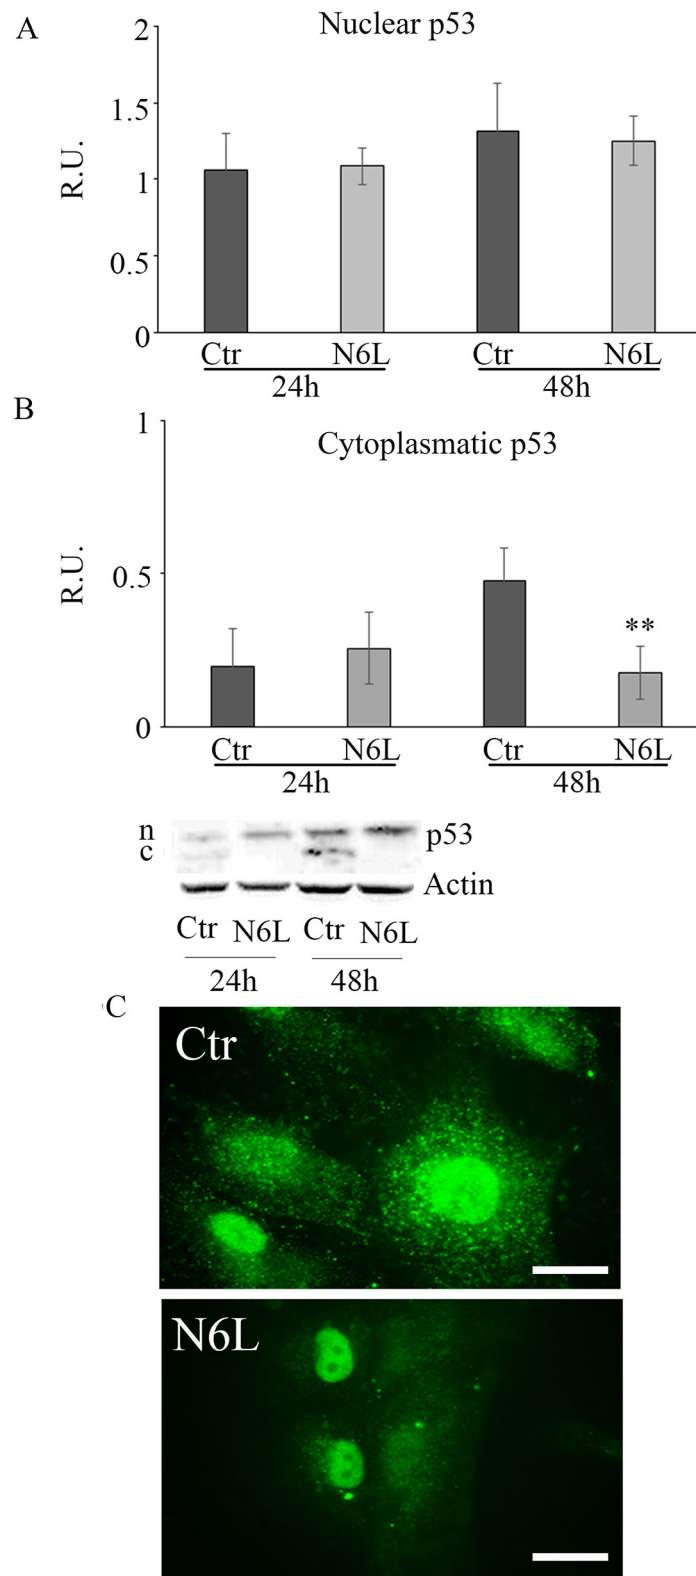 A
Nuclear p53
2
1.5
R.U.
1
0.5
0
Ctr N6L Ctr N6L
24h 48h
B
1
Cytoplasmatic p53
0.5
R.U.
**
0
Ctr N6L Ctr N6L
24h 48h
n
p53
c
Actin
Ctr N6L Ctr N6L
24h 48h
C
Ctr
N6L